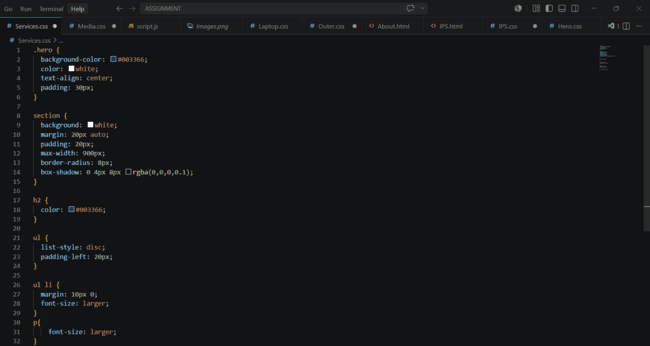 Go Run Terminal Help
ASSIGNMENT
Services.css Media.css script.js Images.png Laptop.css Outer.css About.html IPS.html IPS.css Hero.css
Services.css > ...
1 .hero {
2 background-color: #003366;
3 color: white;
4 text-align: center;
5 padding: 30px;
6 }
7
8 section {
9 background: white;
10 margin: 20px auto;
11 padding: 20px;
12 max-width: 900px;
13 border-radius: 8px;
14 box-shadow: 0 4px 8px rgba(0,0,0,0.1);
15 }
16
17 h2 {
18 color: #003366;
19 }
20
21 ul {
22 list-style: disc;
23 padding-left: 20px;
24 }
25
26 ul li {
27 margin: 10px 0;
28 font-size: larger;
29 }
30 p{
31 font-size: larger;
32 }